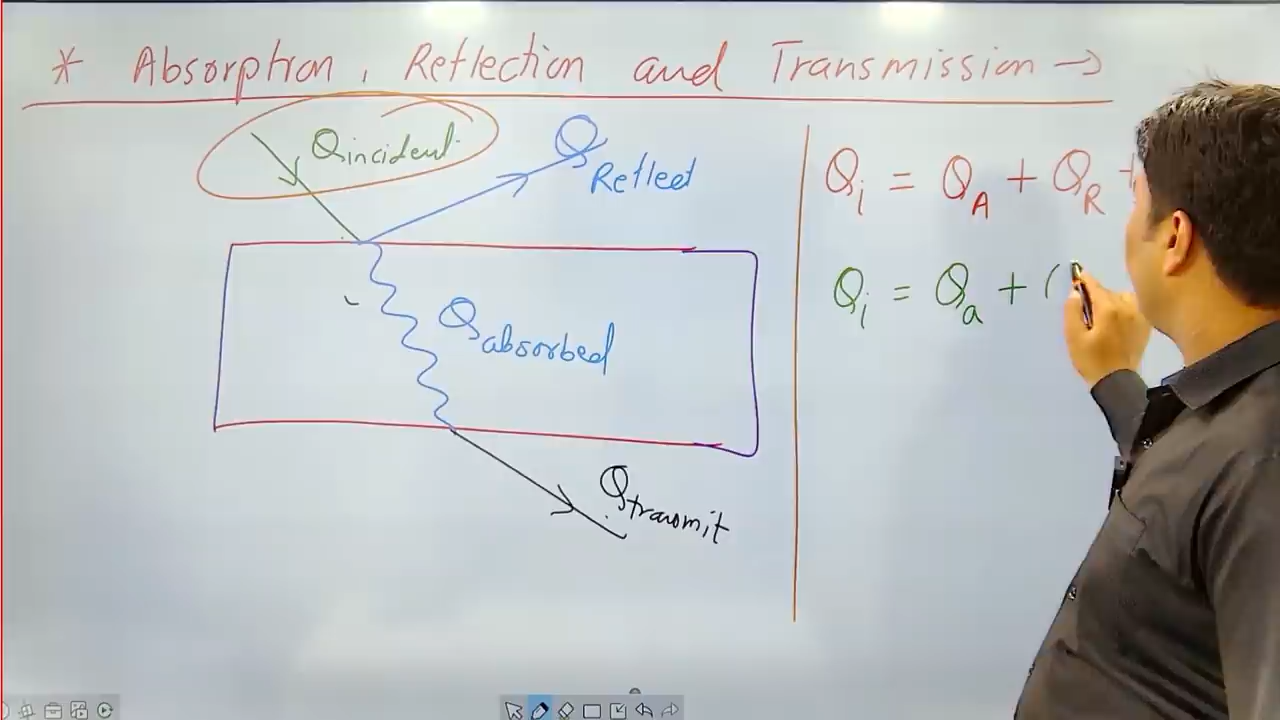 * Absorption, Reflection and Transmission →
Qincident
Q Reflect
Qabsorbed
Qtransmit
Qi = QA + QR +
Qi = Qa + (